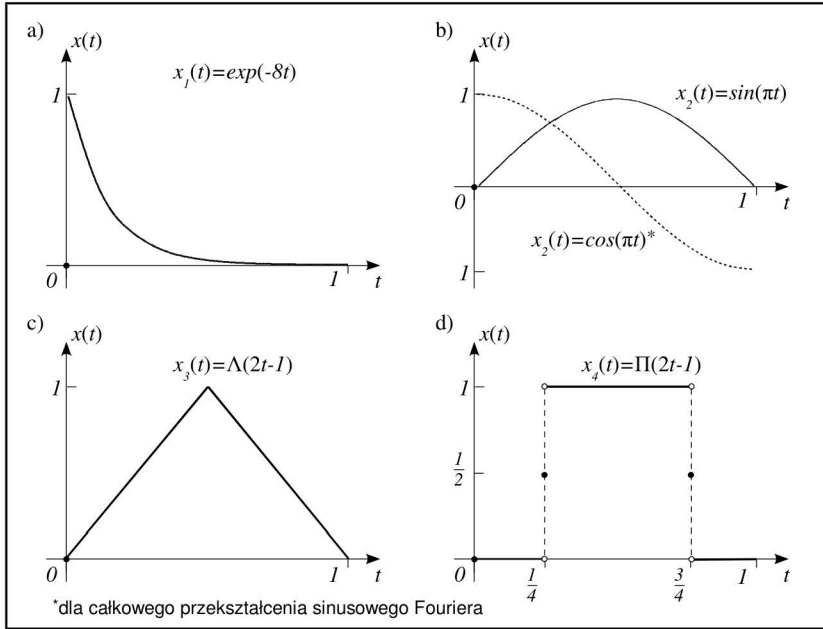 a)
x(t)
x₁(t)=exp(-8t)
1
0
1
t
b)
x(t)
1
x₂(t)=sin(πt)
0
1
t
x₂(t)=cos(πt)*
1
c)
x(t)
x₃(t)=Λ(2t-1)
1
0
1
t
d)
x(t)
x₄(t)=Π(2t-1)
1
1/2
0
1/4
3/4
1
t
*dla całkowego przekształcenia sinusowego Fouriera